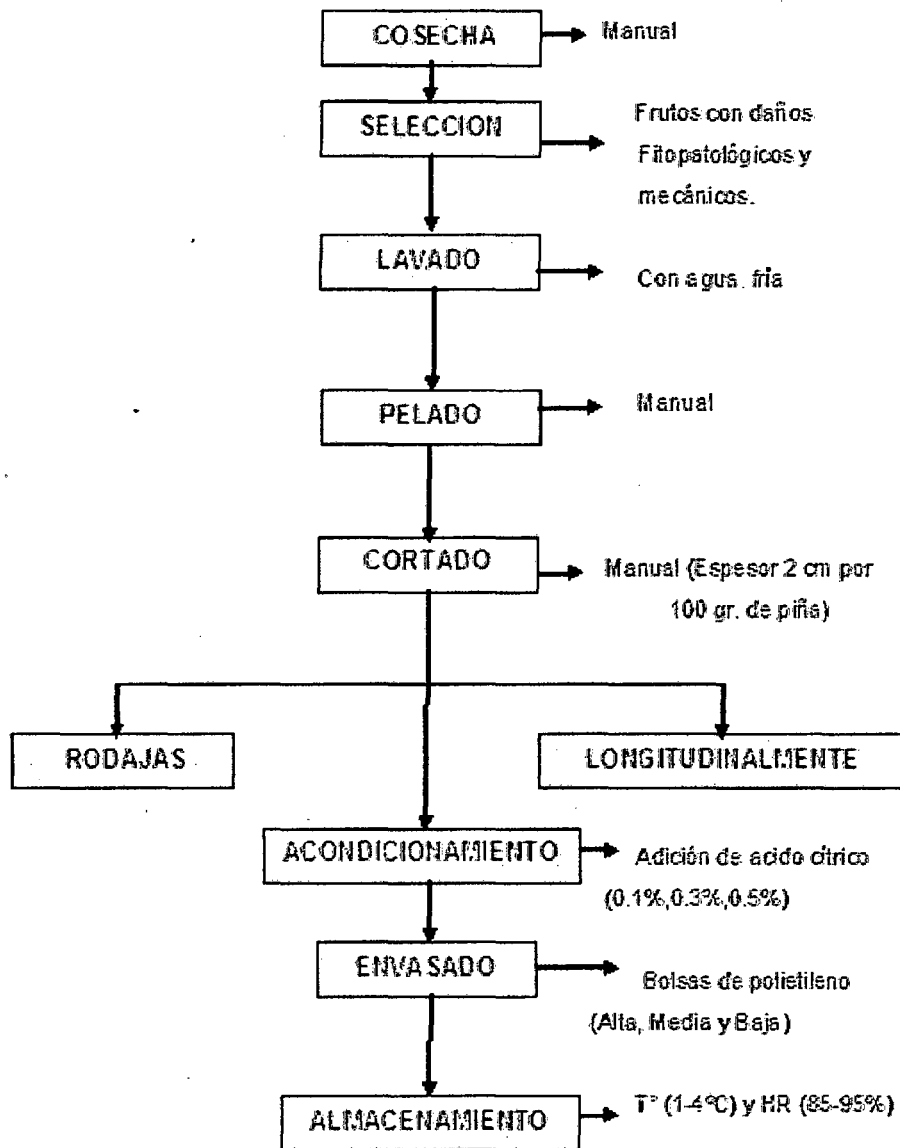 COSECHA
Manual
SELECCION
Frutos con daños
Fitopatológicos y
mecánicos.
LAVADO
Con agua. fria
PELADO
Manual
CORTADO
Manual (Espesor 2 cm por
100 gr. de piña)
RODAJAS
LONGITUDINALMENTE
ACONDICIONAMIENTO
Adición de acido cítrico
(0.1%,0.3%,0.5%)
ENVASADO
Bolsas de polietileno
(Alta, Media y Baja)
ALMACENAMIENTO
T° (1-4°C) y HR (85-95%)